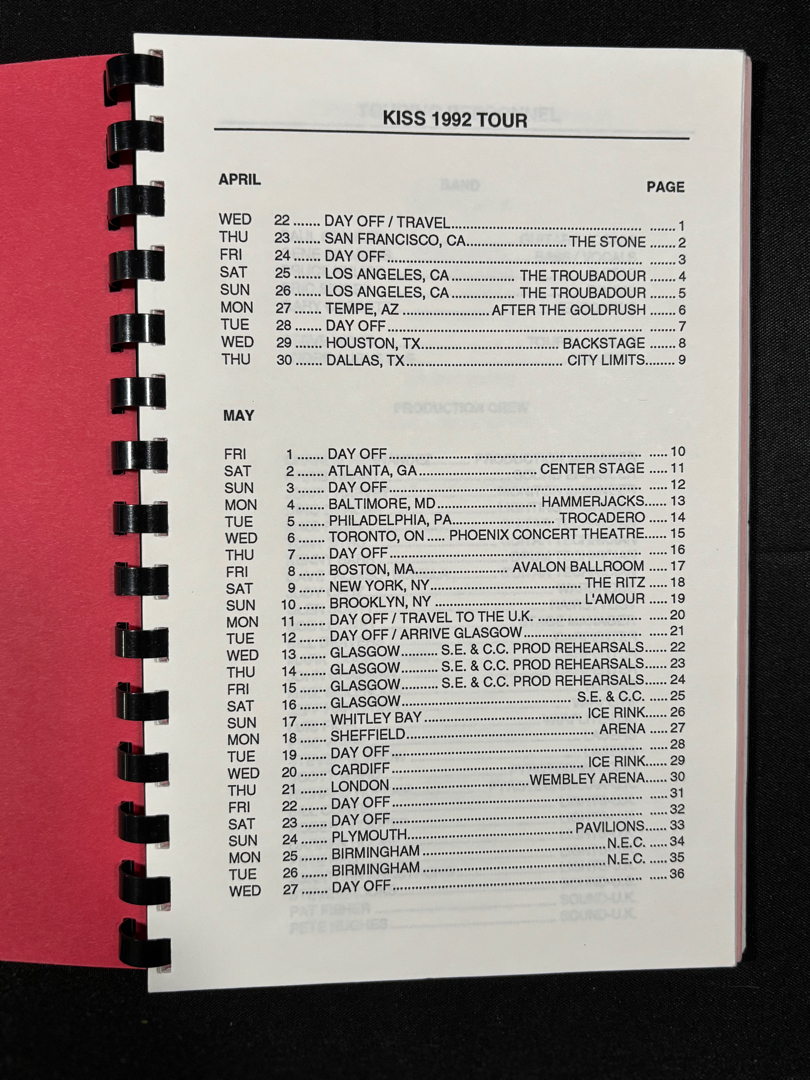 KISS 1992 TOUR
APRIL PAGE
WED 22 ....... DAY OFF / TRAVEL................................................ ....... 1
THU 23 ....... SAN FRANCISCO, CA.......................... THE STONE ....... 2
FRI 24 ....... DAY OFF................................................................ ....... 3
SAT 25 ....... LOS ANGELES, CA ................ THE TROUBADOUR ....... 4
SUN 26 ....... LOS ANGELES, CA ................ THE TROUBADOUR ....... 5
MON 27 ....... TEMPE, AZ ...................... AFTER THE GOLDRUSH ....... 6
TUE 28 ....... DAY OFF................................................................ ....... 7
WED 29 ....... HOUSTON, TX.................................... BACKSTAGE ....... 8
THU 30 ....... DALLAS, TX........................................ CITY LIMITS........ 9
MAY
FRI 1 ....... DAY OFF................................................................ ..... 10
SAT 2 ....... ATLANTA, GA .............................. CENTER STAGE ..... 11
SUN 3 ....... DAY OFF................................................................ ..... 12
MON 4 ....... BALTIMORE, MD......................... HAMMERJACKS...... 13
TUE 5 ....... PHILADELPHIA, PA......................... TROCADERO ..... 14
WED 6 ....... TORONTO, ON ..... PHOENIX CONCERT THEATRE...... 15
THU 7 ....... DAY OFF................................................................ ..... 16
FRI 8 ....... BOSTON, MA....................... AVALON BALLROOM ..... 17
SAT 9 ....... NEW YORK, NY...................................... THE RITZ ..... 18
SUN 10 ....... BROOKLYN, NY ..................................... L'AMOUR ..... 19
MON 11 ....... DAY OFF / TRAVEL TO THE U.K. .......................... ..... 20
TUE 12 ....... DAY OFF / ARRIVE GLASGOW............................. ..... 21
WED 13 ....... GLASGOW.......... S.E. & C.C. PROD REHEARSALS...... 22
THU 14 ....... GLASGOW.......... S.E. & C.C. PROD REHEARSALS...... 23
FRI 15 ....... GLASGOW.......... S.E. & C.C. PROD REHEARSALS...... 24
SAT 16 ....... GLASGOW........................................... S.E. & C.C. ..... 25
SUN 17 ....... WHITLEY BAY ........................................ ICE RINK...... 26
MON 18 ....... SHEFFIELD............................................... ARENA ..... 27
TUE 19 ....... DAY OFF................................................................ ..... 28
WED 20 ....... CARDIFF................................................. ICE RINK...... 29
THU 21 ....... LONDON ...................................WEMBLEY ARENA...... 30
FRI 22 ....... DAY OFF................................................................ ..... 31
SAT 23 ....... DAY OFF................................................................ ..... 32
SUN 24 ....... PLYMOUTH.......................................... PAVILIONS...... 33
MON 25 ....... BIRMINGHAM ...............................................N.E.C. ..... 34
TUE 26 ....... BIRMINGHAM ...............................................N.E.C. ..... 35
WED 27 ....... DAY OFF................................................................ ..... 36